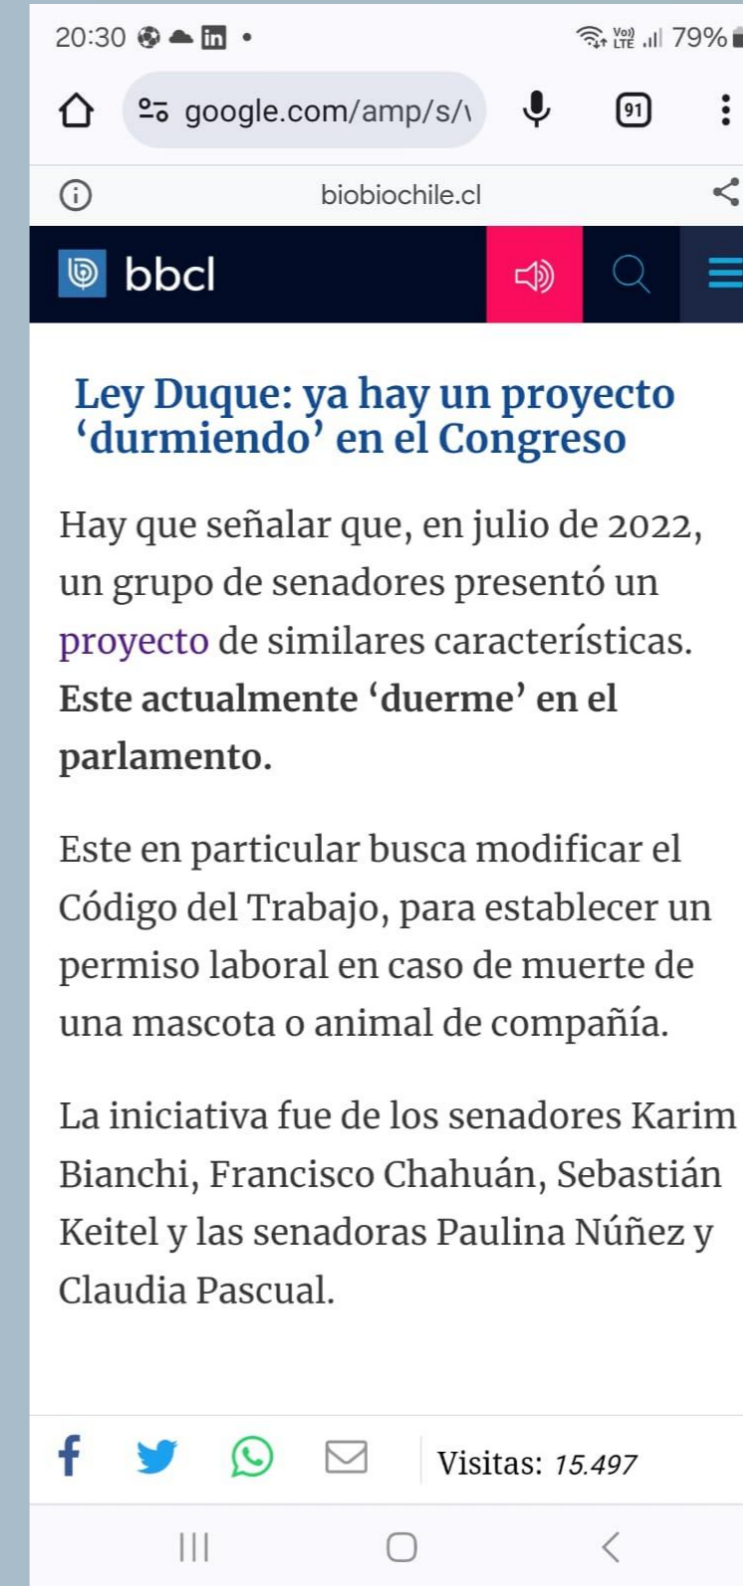 20:30 in •
Vo)) LTE 79%
google.com/amp/s/
91
biobiochile.cl
bbcl
Ley Duque: ya hay un proyecto
‘durmiendo’ en el Congreso
Hay que señalar que, en julio de 2022,
un grupo de senadores presentó un
proyecto de similares características.
Este actualmente ‘duerme’ en el
parlamento.
Este en particular busca modificar el
Código del Trabajo, para establecer un
permiso laboral en caso de muerte de
una mascota o animal de compañía.
La iniciativa fue de los senadores Karim
Bianchi, Francisco Chahuán, Sebastián
Keitel y las senadoras Paulina Núñez y
Claudia Pascual.
Visitas: 15.497